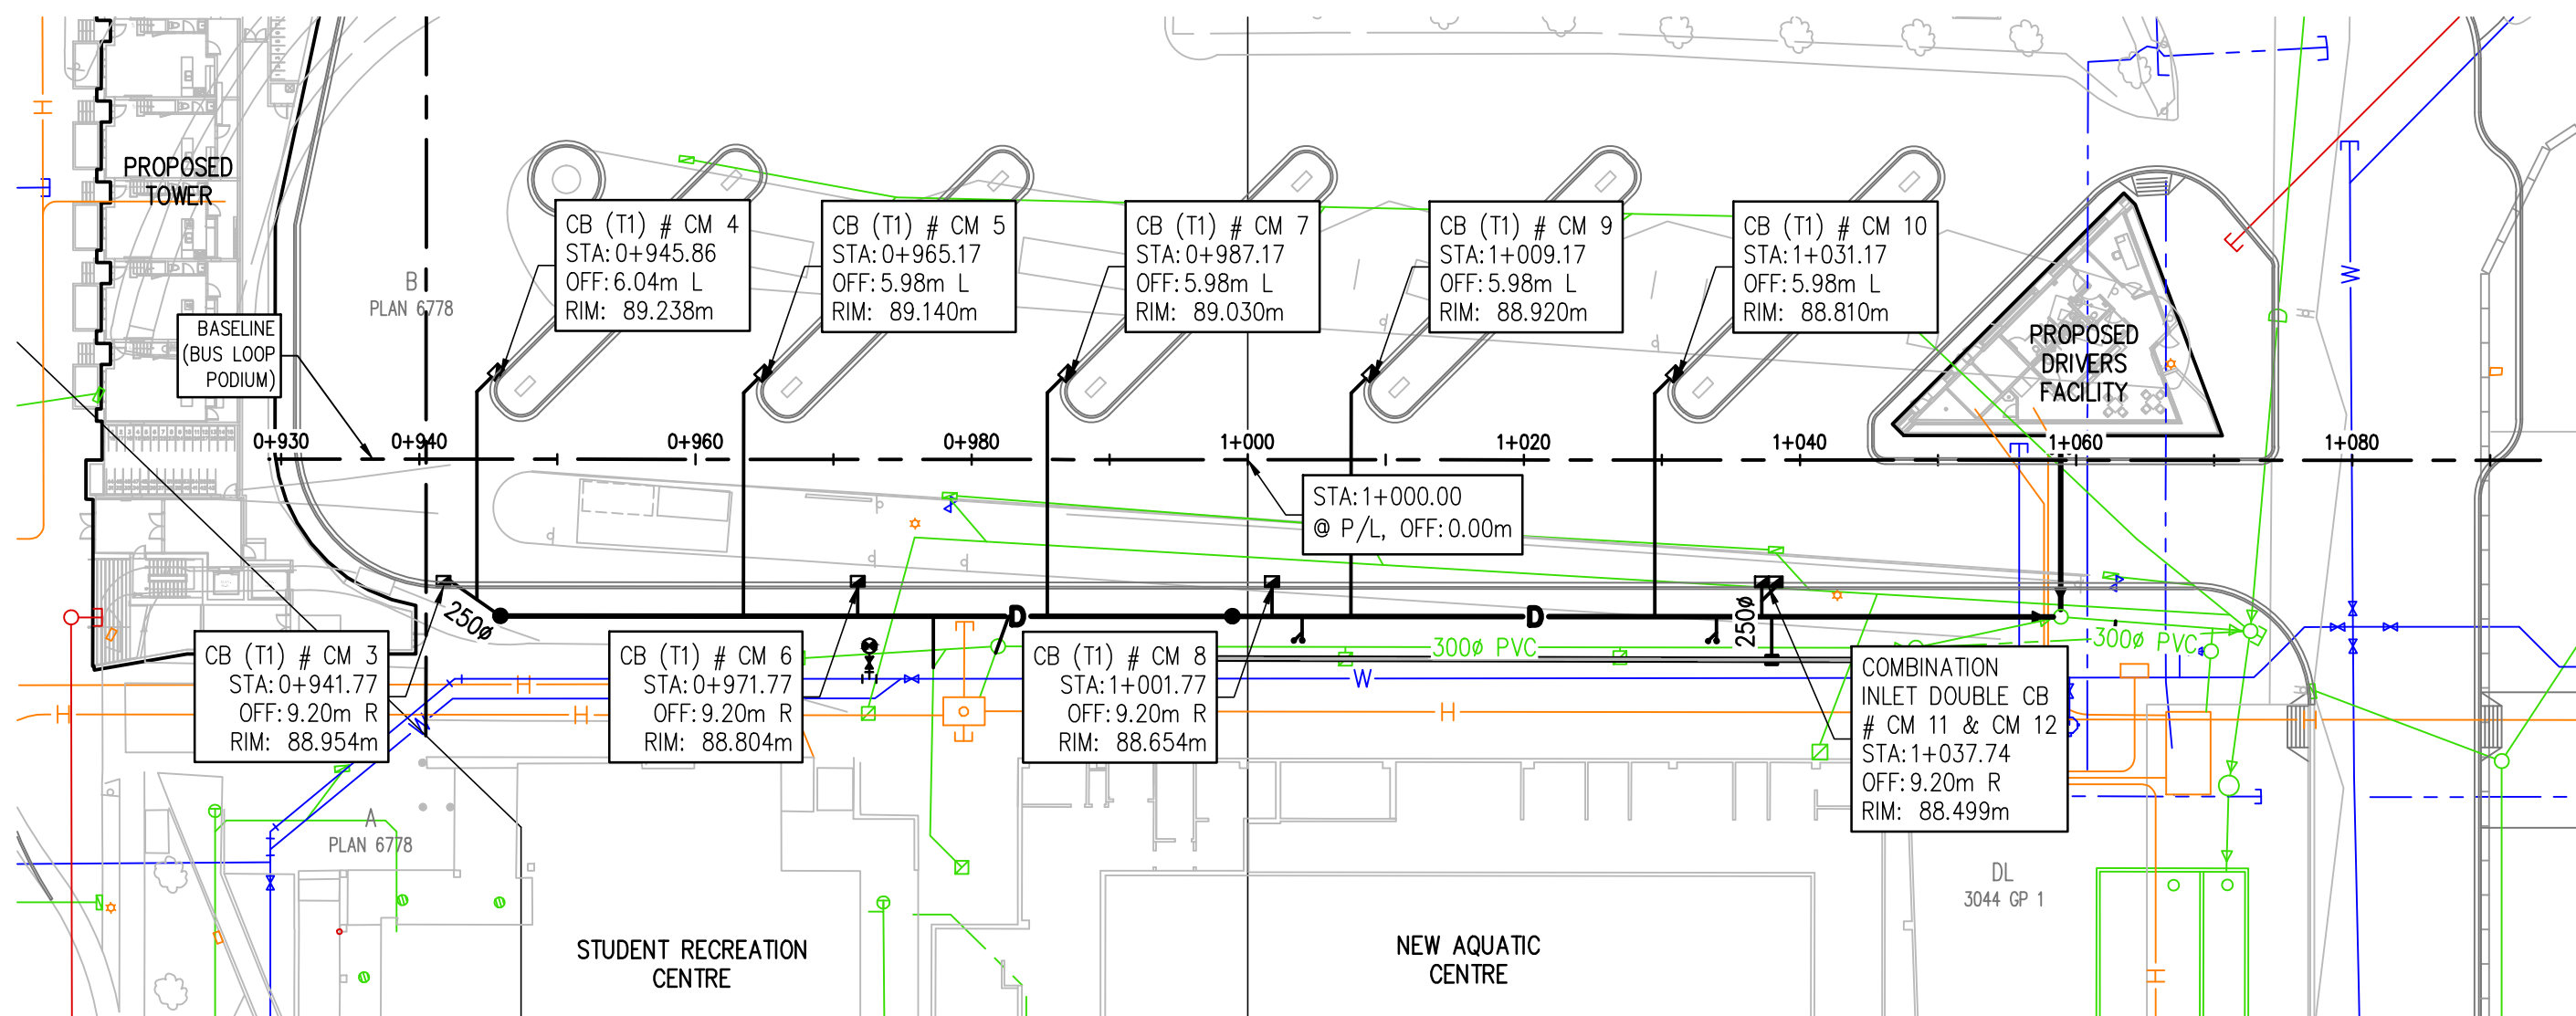 PROPOSED
TOWER
B
PLAN 6778
BASELINE
(BUS LOOP
PODIUM)
CB (T1) # CM 4
STA:0+945.86
OFF:6.04m L
RIM: 89.238m
CB (T1) # CM 5
STA:0+965.17
OFF:5.98m L
RIM: 89.140m
CB (T1) # CM 7
STA:0+987.17
OFF:5.98m L
RIM: 89.030m
CB (T1) # CM 9
STA:1+009.17
OFF:5.98m L
RIM: 88.920m
CB (T1) # CM 10
STA:1+031.17
OFF:5.98m L
RIM: 88.810m
PROPOSED
DRIVERS
FACILITY
H
W
H
D
0+930
0+940
0+960
0+980
1+000
1+020
1+040
1+060
1+080
STA:1+000.00
@ P/L, OFF:0.00m
250ø
D
D
250ø
300ø PVC
300ø PVC
CB (T1) # CM 3
STA:0+941.77
OFF:9.20m R
RIM: 88.954m
CB (T1) # CM 6
STA:0+971.77
OFF:9.20m R
RIM: 88.804m
CB (T1) # CM 8
STA:1+001.77
OFF:9.20m R
RIM: 88.654m
COMBINATION
INLET DOUBLE CB
# CM 11 & CM 12
STA:1+037.74
OFF:9.20m R
RIM: 88.499m
H
W
H
H
W
H
H
H
H
A
PLAN 6778
DL
3044 GP 1
STUDENT RECREATION
CENTRE
NEW AQUATIC
CENTRE